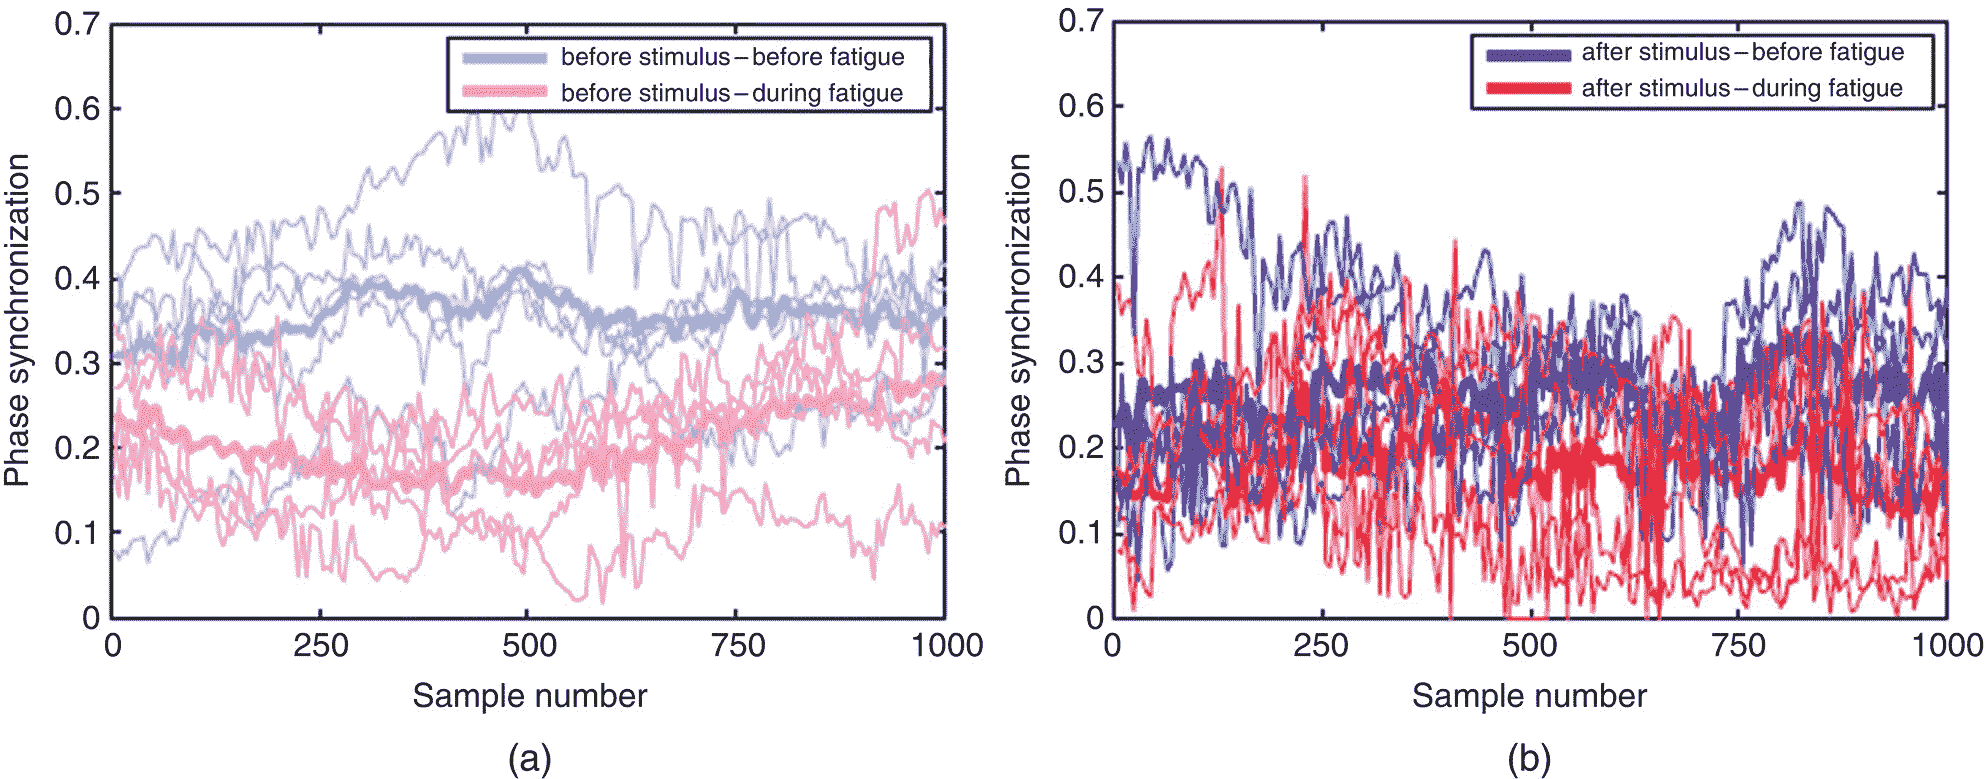 0.7
0.6
0.5
0.4
0.3
0.2
0.1
0
Phase synchronization
before stimulus – before fatigue
before stimulus – during fatigue
0 250 500 750 1000
Sample number
(a)
0.7
0.6
0.5
0.4
0.3
0.2
0.1
0
Phase synchronization
after stimulus – before fatigue
after stimulus – during fatigue
0 250 500 750 1000
Sample number
(b)